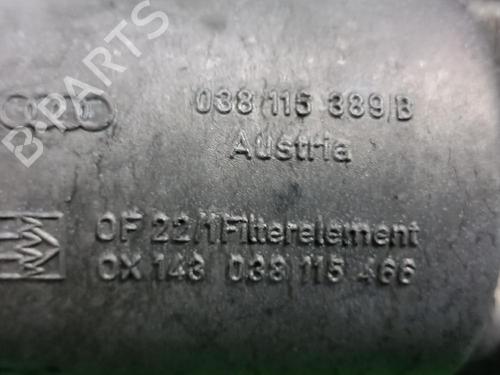 B-PARTS
038 115 389 B
Austria
OF 22/1 Filterelement
OX 143 038 115 466